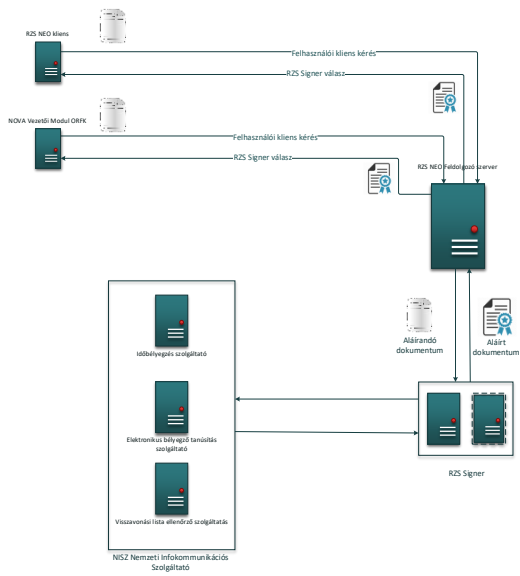 RZS NEO kliens
Felhasználói kliens kérés
RZS Signer válasz
NOVA Vezetői Modul ORFK
Felhasználói kliens kérés
RZS Signer válasz
RZS NEO Feldolgozó szerver
Aláírandó
dokumentum
Aláírt
dokumentum
Időbélyegzés szolgáltató
Elektronikus bélyegző tanúsítás
szolgáltató
Visszavonási lista ellenőrző szolgáltatás
RZS Signer
NISZ Nemzeti Infokommunikációs
Szolgáltató